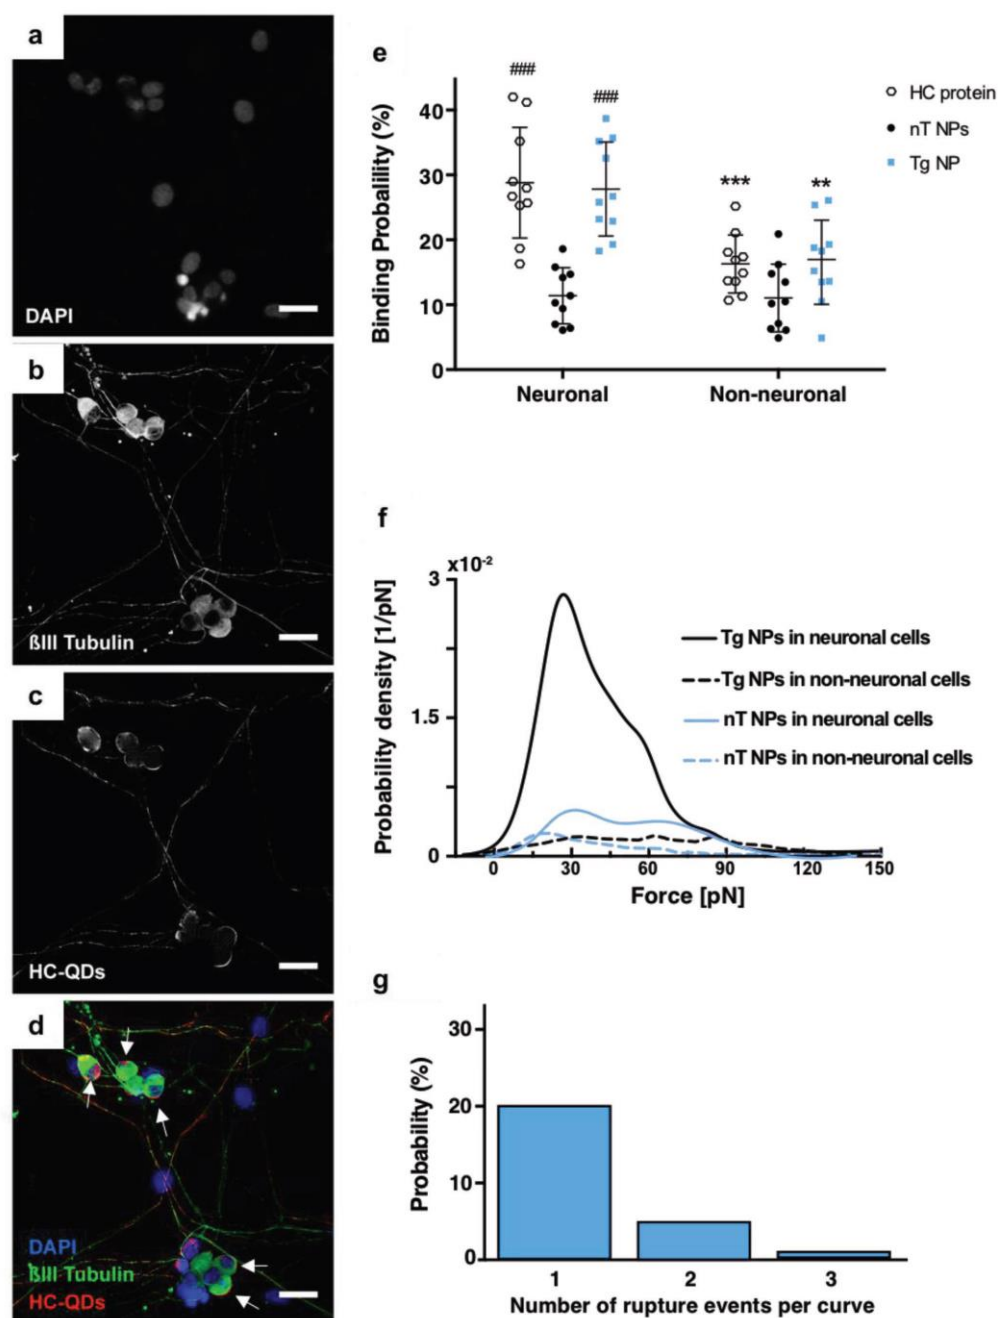 a
DAPI
b
ßIII Tubulin
c
HC-QDs
d
DAPI
ßIII Tubulin
HC-QDs
e
Binding Probalility (%)
40
30
20
10
0
###
###
***
**
Neuronal
Non-neuronal
HC protein
nT NPs
Tg NP
f
x10-2
Probability density [1/pN]
3
1.5
0
0
30
60
90
120
150
Force [pN]
Tg NPs in neuronal cells
Tg NPs in non-neuronal cells
nT NPs in neuronal cells
nT NPs in non-neuronal cells
g
Probability (%)
30
20
10
0
1
2
3
Number of rupture events per curve